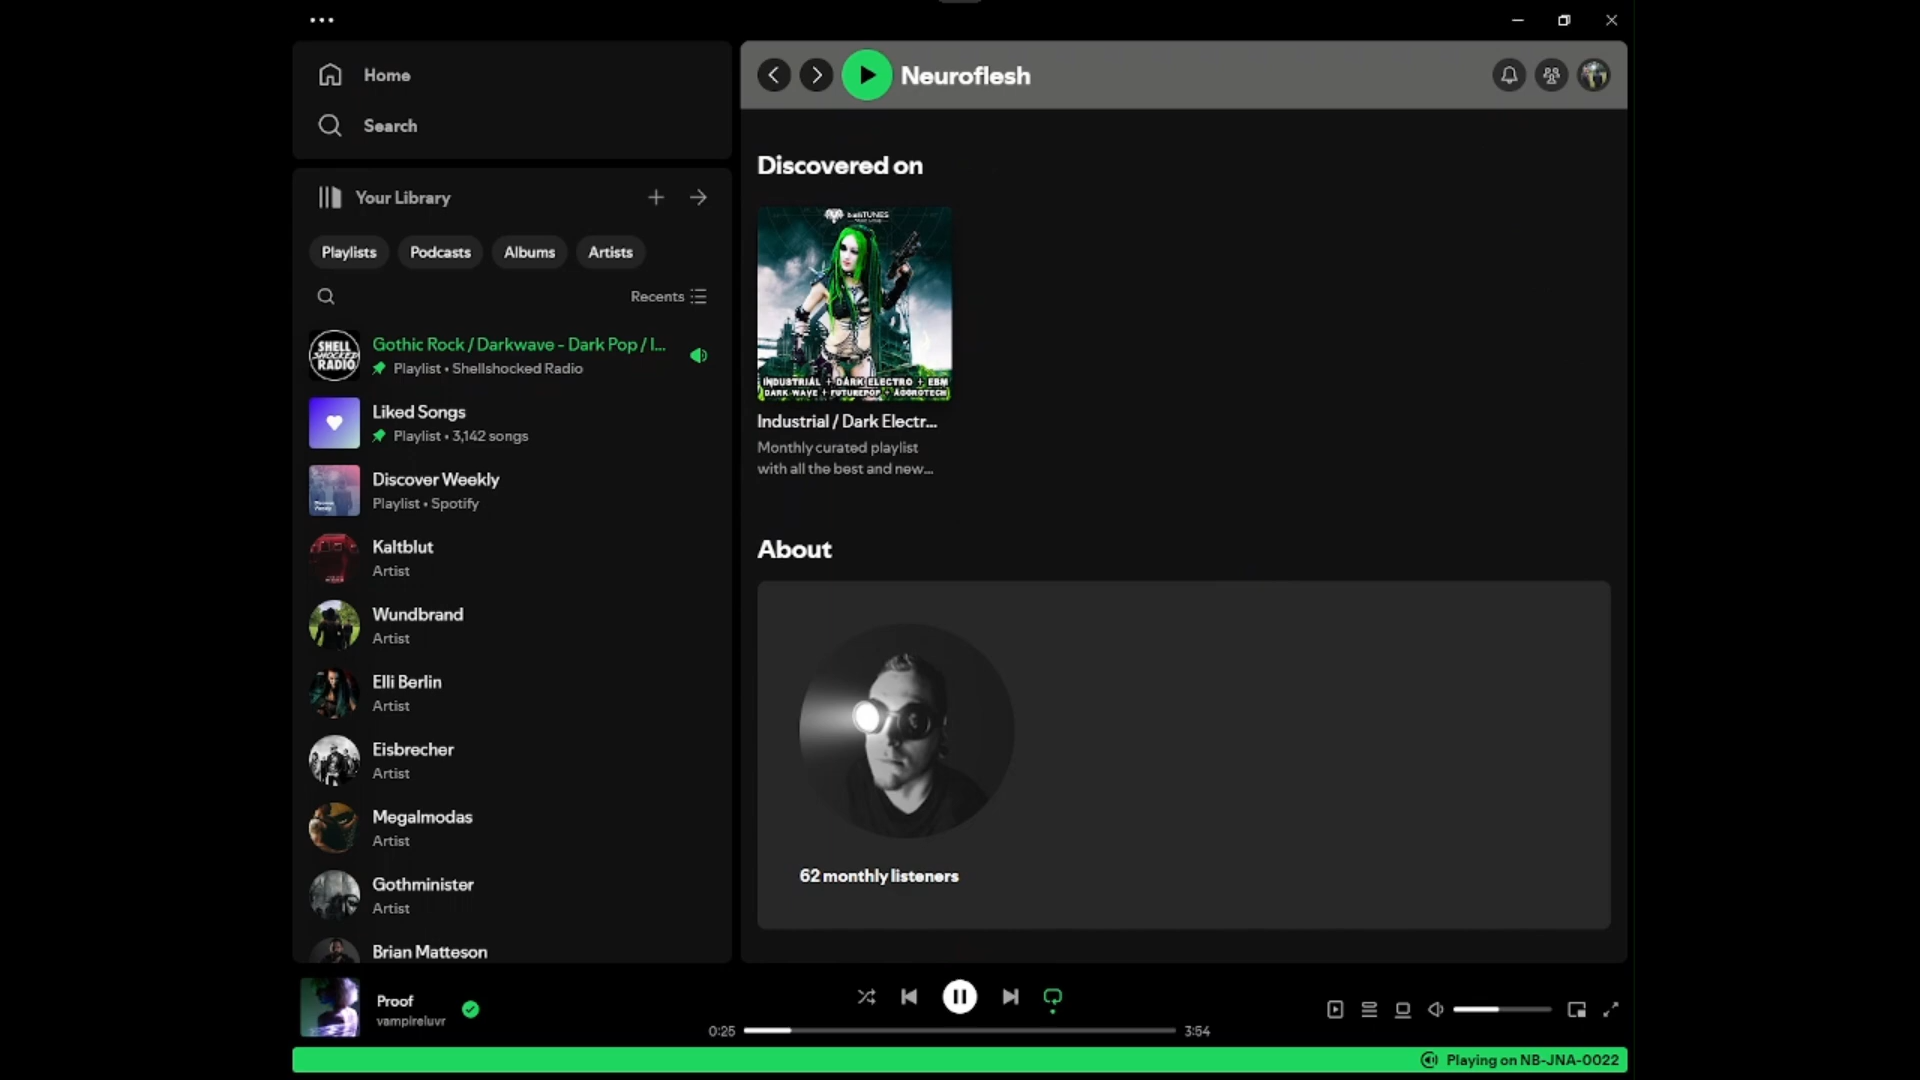 Home
Search
Your Library
Playlists
Podcasts
Albums
Artists
Recents
SHELL
SHOCKED
RADIO
Gothic Rock / Darkwave - Dark Pop / I...
Playlist • Shellshocked Radio
Liked Songs
Playlist • 3,142 songs
Discover Weekly
Playlist • Spotify
Kaltblut
Artist
Wundbrand
Artist
Elli Berlin
Artist
Eisbrecher
Artist
Megalmodas
Artist
Gothminister
Artist
Brian Matteson
Neuroflesh
Discovered on
INDUSTRIAL + DARK ELECTRO + EBM
DARK WAVE + FUTUREPOP + AGGROTECH
Industrial / Dark Electr...
Monthly curated playlist
with all the best and new...
About
62 monthly listeners
Proof
vampireluvr
0:25
3:54
Playing on NB-JNA-0022